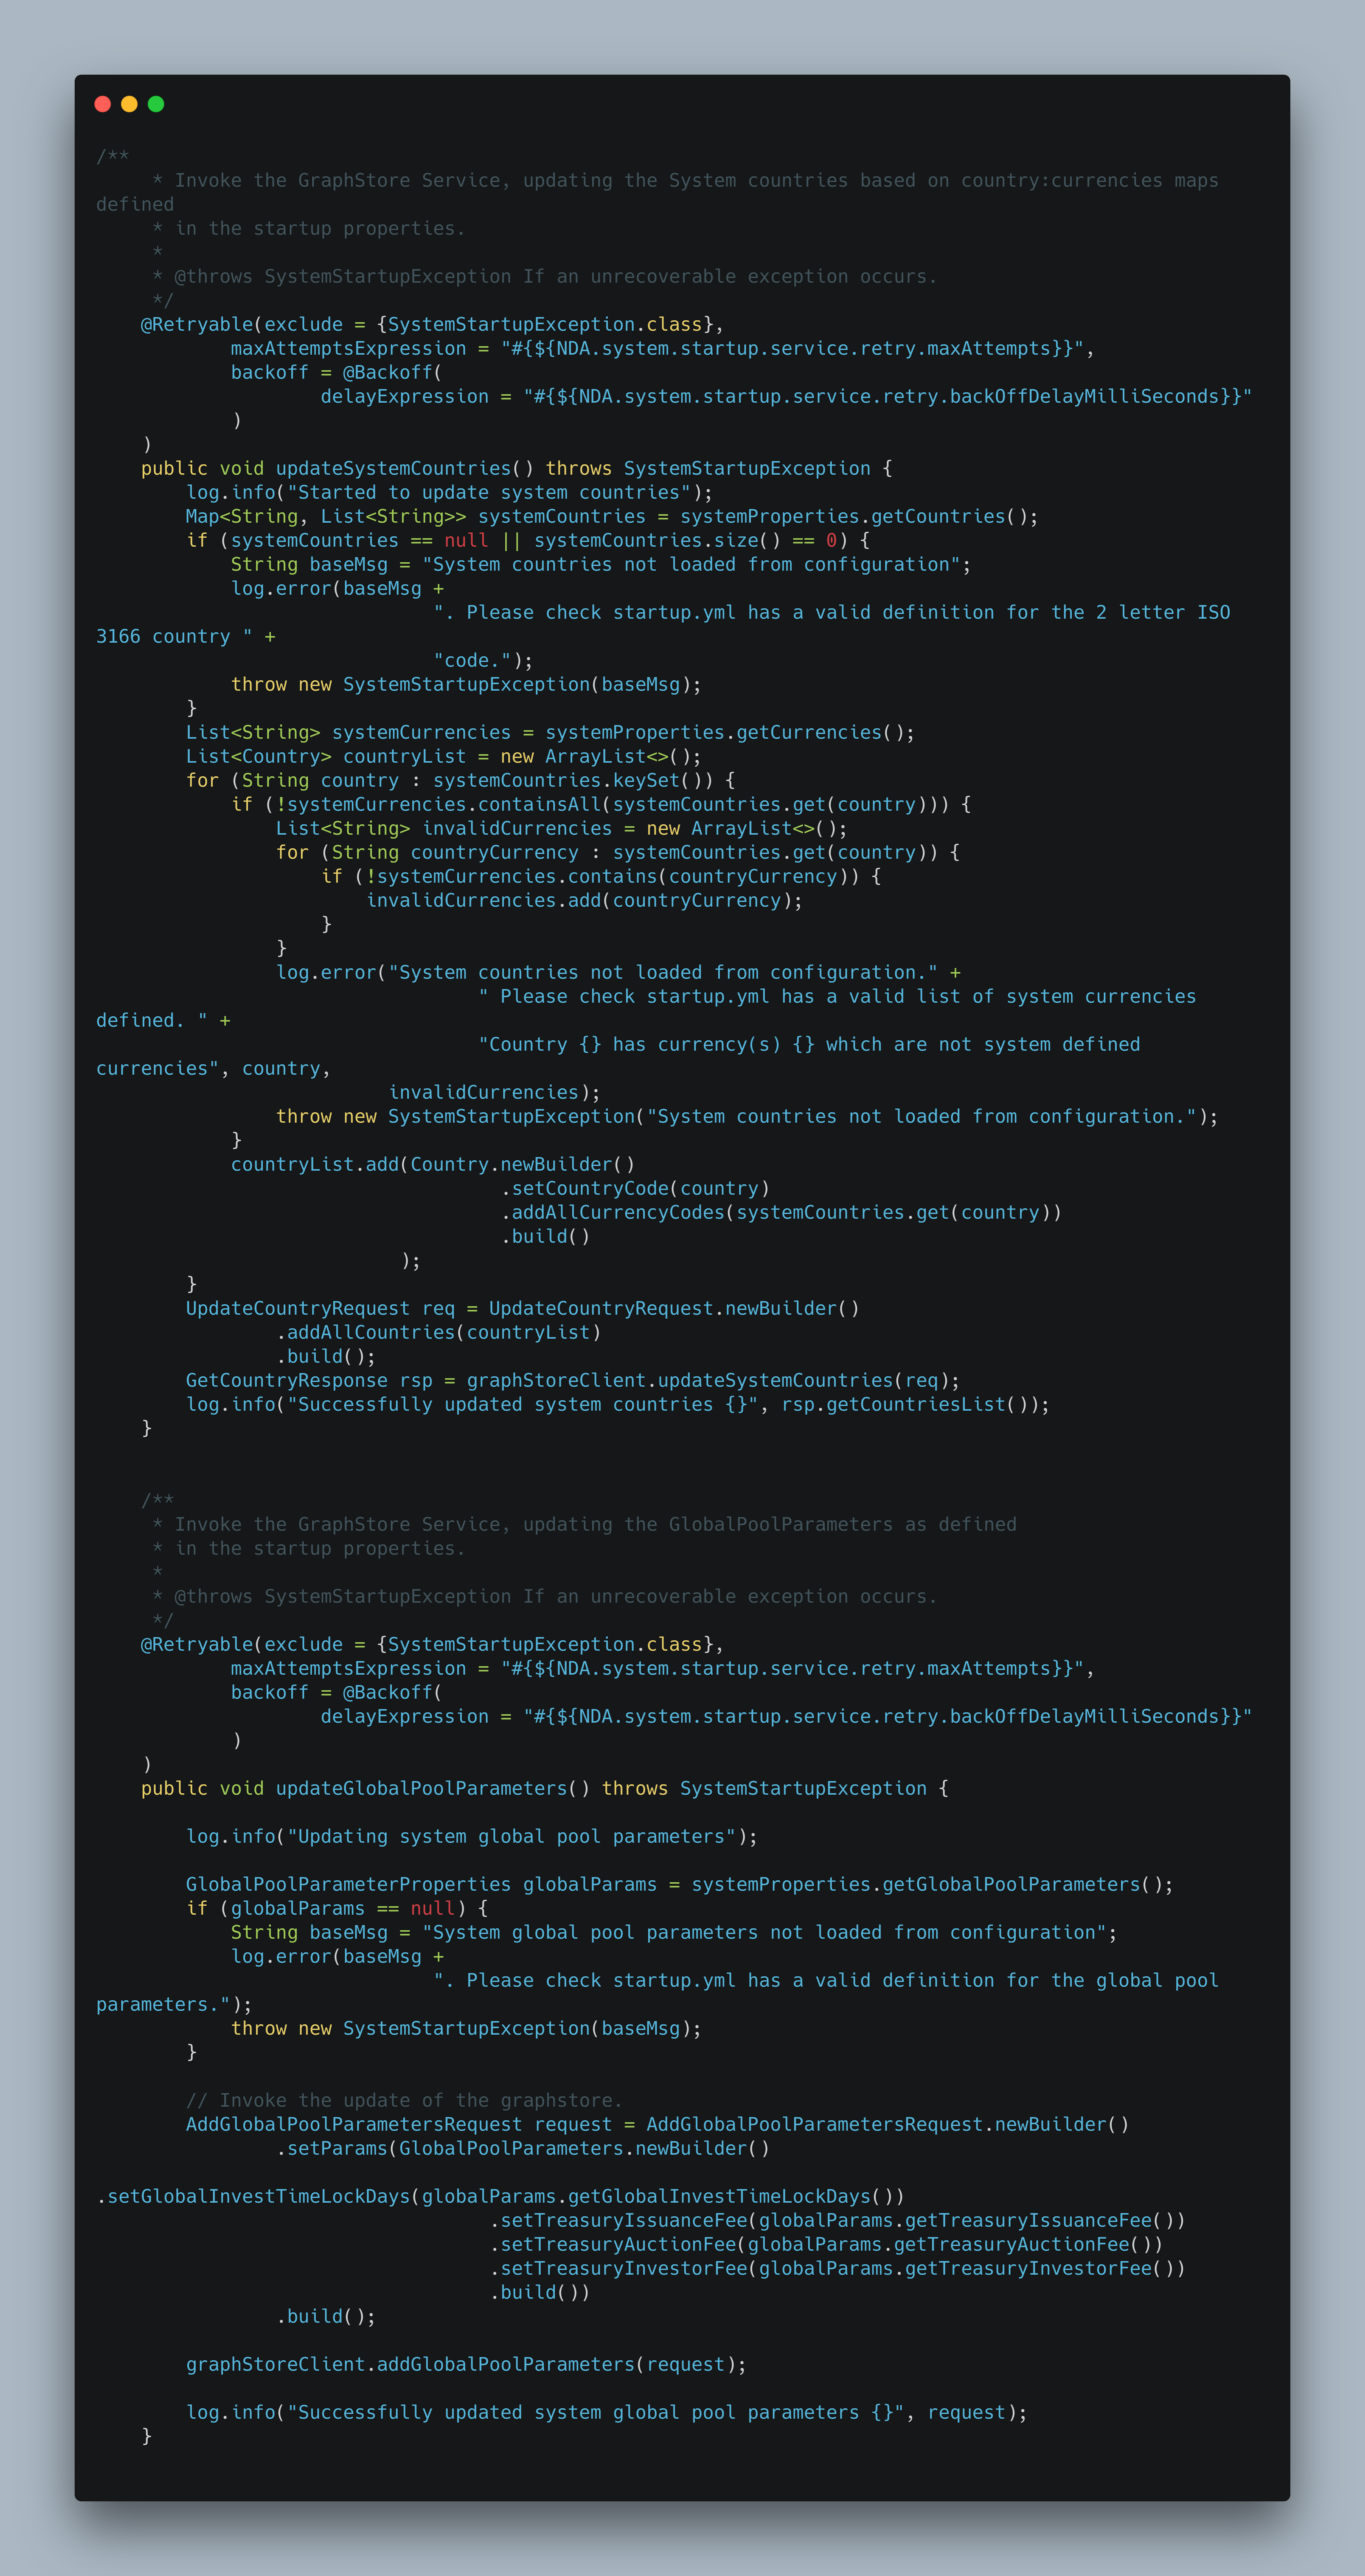 /**
     * Invoke the GraphStore Service, updating the System countries based on country:currencies maps
defined
     * in the startup properties.
     *
     * @throws SystemStartupException If an unrecoverable exception occurs.
     */
    @Retryable(exclude = {SystemStartupException.class},
            maxAttemptsExpression = "#{${NDA.system.startup.service.retry.maxAttempts}}",
            backoff = @Backoff(
                    delayExpression = "#{${NDA.system.startup.service.retry.backOffDelayMilliSeconds}}"
            )
    )
    public void updateSystemCountries() throws SystemStartupException {
        log.info("Started to update system countries");
        Map<String, List<String>> systemCountries = systemProperties.getCountries();
        if (systemCountries == null || systemCountries.size() == 0) {
            String baseMsg = "System countries not loaded from configuration";
            log.error(baseMsg +
                              ". Please check startup.yml has a valid definition for the 2 letter ISO
3166 country " +
                              "code.");
            throw new SystemStartupException(baseMsg);
        }
        List<String> systemCurrencies = systemProperties.getCurrencies();
        List<Country> countryList = new ArrayList<>();
        for (String country : systemCountries.keySet()) {
            if (!systemCurrencies.containsAll(systemCountries.get(country))) {
                List<String> invalidCurrencies = new ArrayList<>();
                for (String countryCurrency : systemCountries.get(country)) {
                    if (!systemCurrencies.contains(countryCurrency)) {
                        invalidCurrencies.add(countryCurrency);
                    }
                }
                log.error("System countries not loaded from configuration." +
                                  " Please check startup.yml has a valid list of system currencies
defined. " +
                                  "Country {} has currency(s) {} which are not system defined
currencies", country,
                          invalidCurrencies);
                throw new SystemStartupException("System countries not loaded from configuration.");
            }
            countryList.add(Country.newBuilder()
                                    .setCountryCode(country)
                                    .addAllCurrencyCodes(systemCountries.get(country))
                                    .build()
                           );
        }
        UpdateCountryRequest req = UpdateCountryRequest.newBuilder()
                .addAllCountries(countryList)
                .build();
        GetCountryResponse rsp = graphStoreClient.updateSystemCountries(req);
        log.info("Successfully updated system countries {}", rsp.getCountriesList());
    }


    /**
     * Invoke the GraphStore Service, updating the GlobalPoolParameters as defined
     * in the startup properties.
     *
     * @throws SystemStartupException If an unrecoverable exception occurs.
     */
    @Retryable(exclude = {SystemStartupException.class},
            maxAttemptsExpression = "#{${NDA.system.startup.service.retry.maxAttempts}}",
            backoff = @Backoff(
                    delayExpression = "#{${NDA.system.startup.service.retry.backOffDelayMilliSeconds}}"
            )
    )
    public void updateGlobalPoolParameters() throws SystemStartupException {

        log.info("Updating system global pool parameters");

        GlobalPoolParameterProperties globalParams = systemProperties.getGlobalPoolParameters();
        if (globalParams == null) {
            String baseMsg = "System global pool parameters not loaded from configuration";
            log.error(baseMsg +
                              ". Please check startup.yml has a valid definition for the global pool
parameters.");
            throw new SystemStartupException(baseMsg);
        }

        // Invoke the update of the graphstore.
        AddGlobalPoolParametersRequest request = AddGlobalPoolParametersRequest.newBuilder()
                .setParams(GlobalPoolParameters.newBuilder()

.setGlobalInvestTimeLockDays(globalParams.getGlobalInvestTimeLockDays())
                                   .setTreasuryIssuanceFee(globalParams.getTreasuryIssuanceFee())
                                   .setTreasuryAuctionFee(globalParams.getTreasuryAuctionFee())
                                   .setTreasuryInvestorFee(globalParams.getTreasuryInvestorFee())
                                   .build())
                .build();

        graphStoreClient.addGlobalPoolParameters(request);

        log.info("Successfully updated system global pool parameters {}", request);
    }